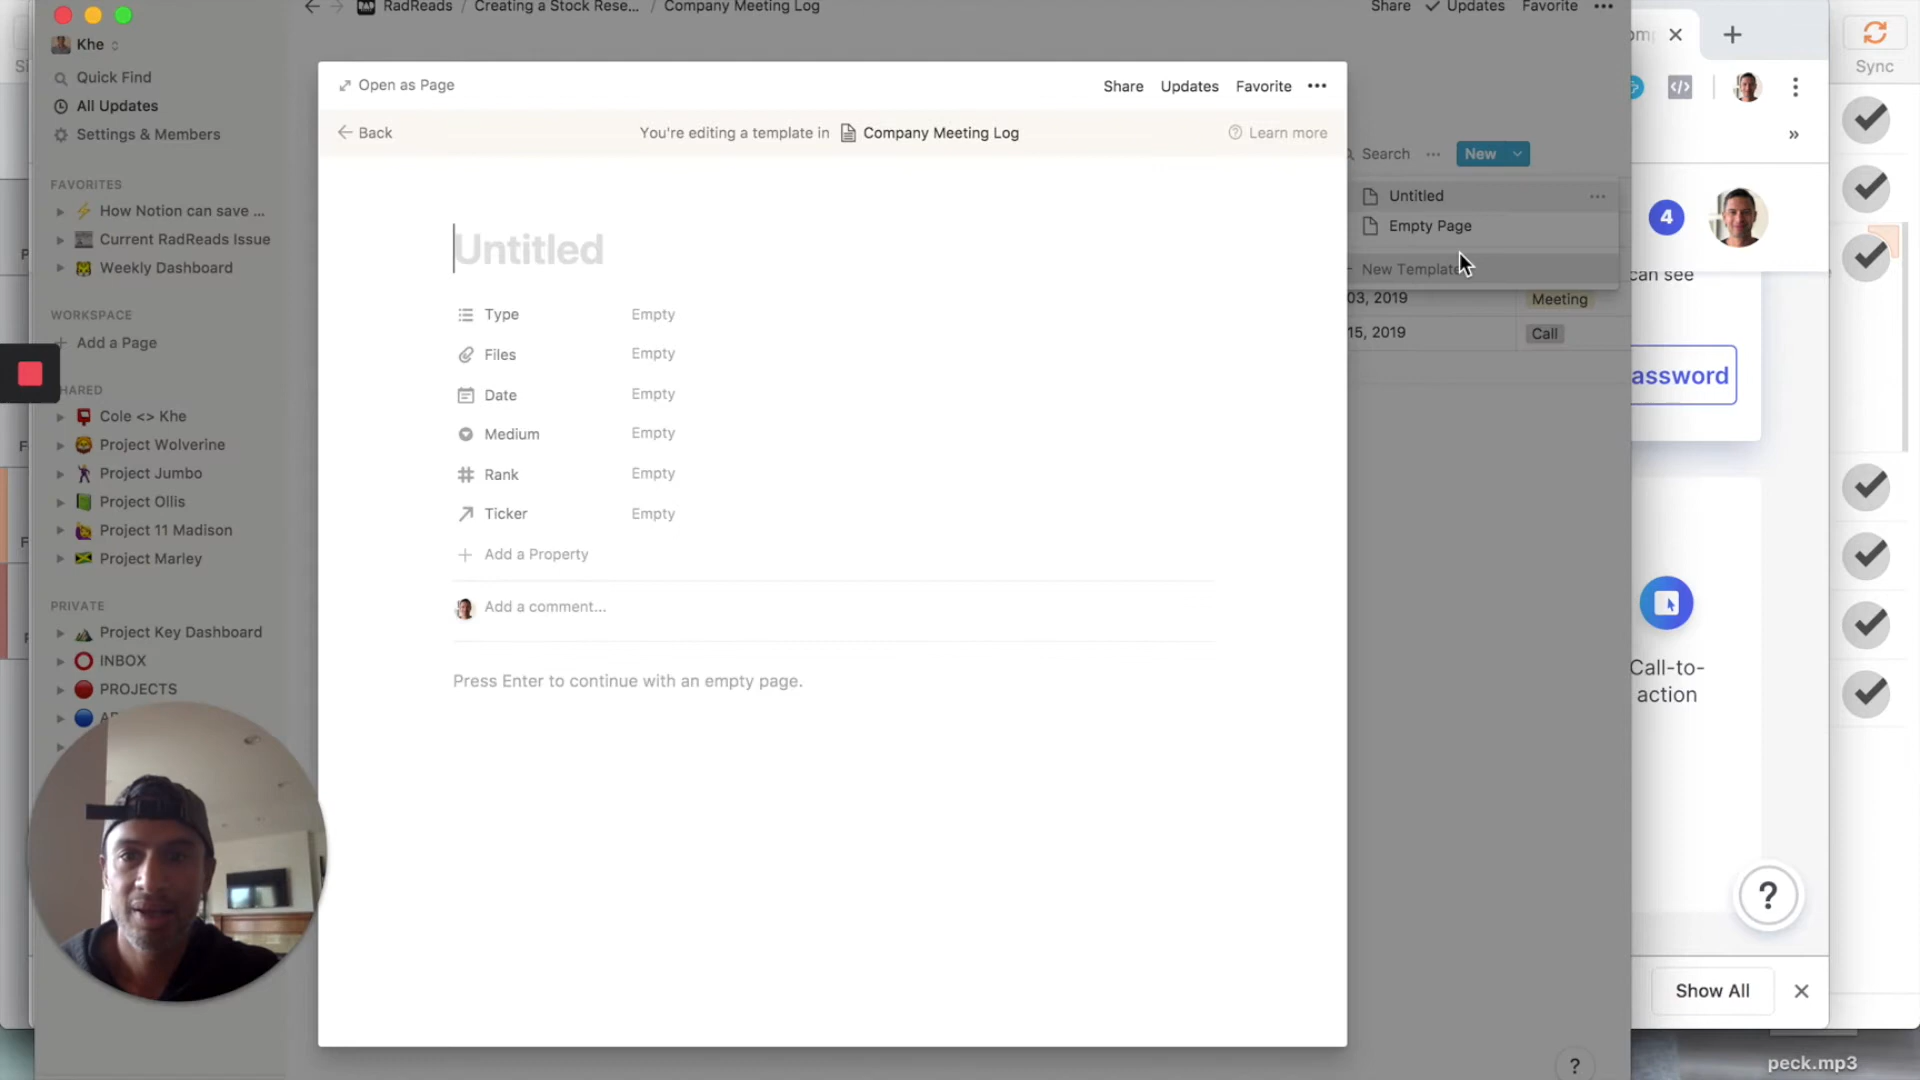 RadReads / Creating a Stock Rese... / Company Meeting Log
Share Updates Favorite
Khe
Quick Find
All Updates
Settings & Members
FAVORITES
How Notion can save ...
Current RadReads Issue
Weekly Dashboard
WORKSPACE
Add a Page
HARED
Cole <> Khe
Project Wolverine
Project Jumbo
Project Ollis
Project 11 Madison
Project Marley
PRIVATE
Project Key Dashboard
INBOX
PROJECTS
Open as Page
Share Updates Favorite
Back
You're editing a template in Company Meeting Log
Learn more
Untitled
Type Empty
Files Empty
Date Empty
Medium Empty
Rank Empty
Ticker Empty
Add a Property
Add a comment...
Press Enter to continue with an empty page.
Search New
Untitled
Empty Page
New Template
03, 2019 Meeting
15, 2019 Call
Sync
4
can see
assword
Call-to-
action
?
Show All
?
peck.mp3